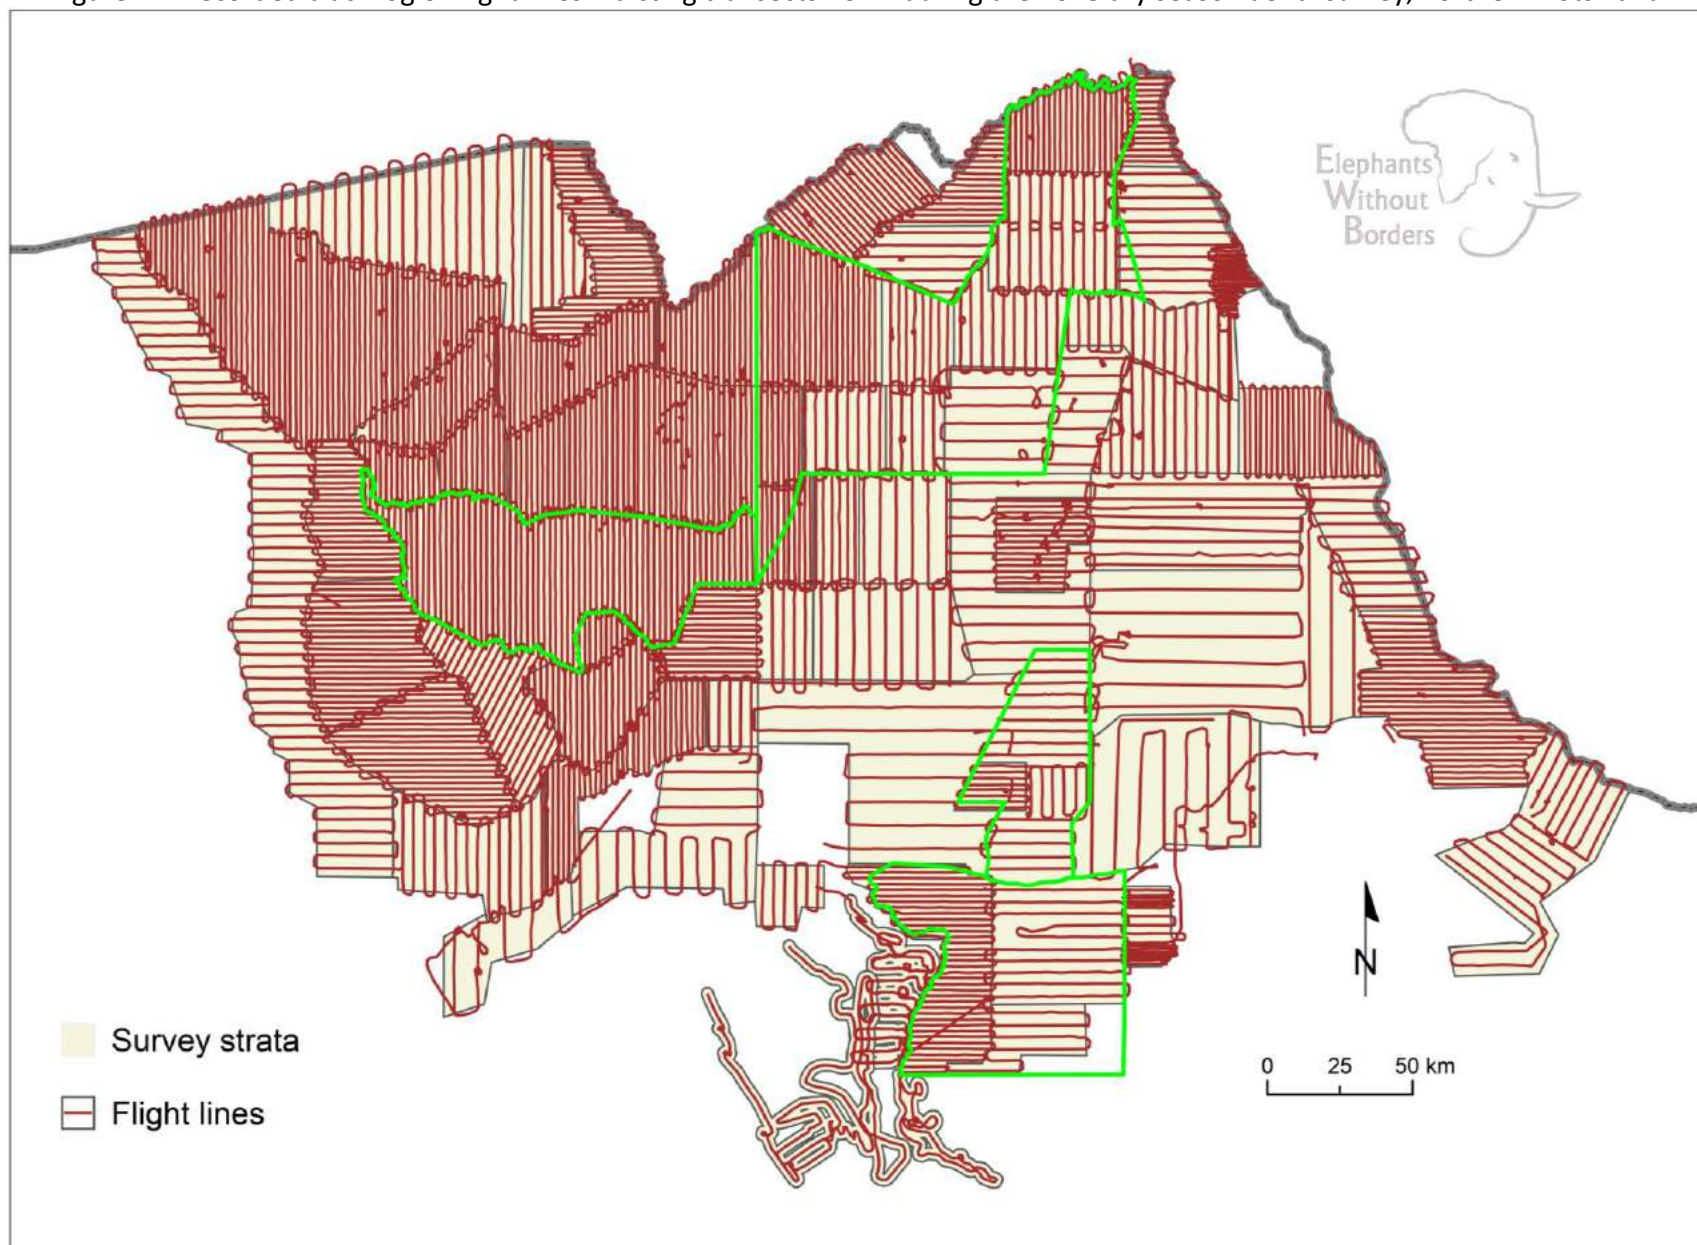 Elephants
Without
Borders
N
Survey strata
Flight lines
0 25 50 km